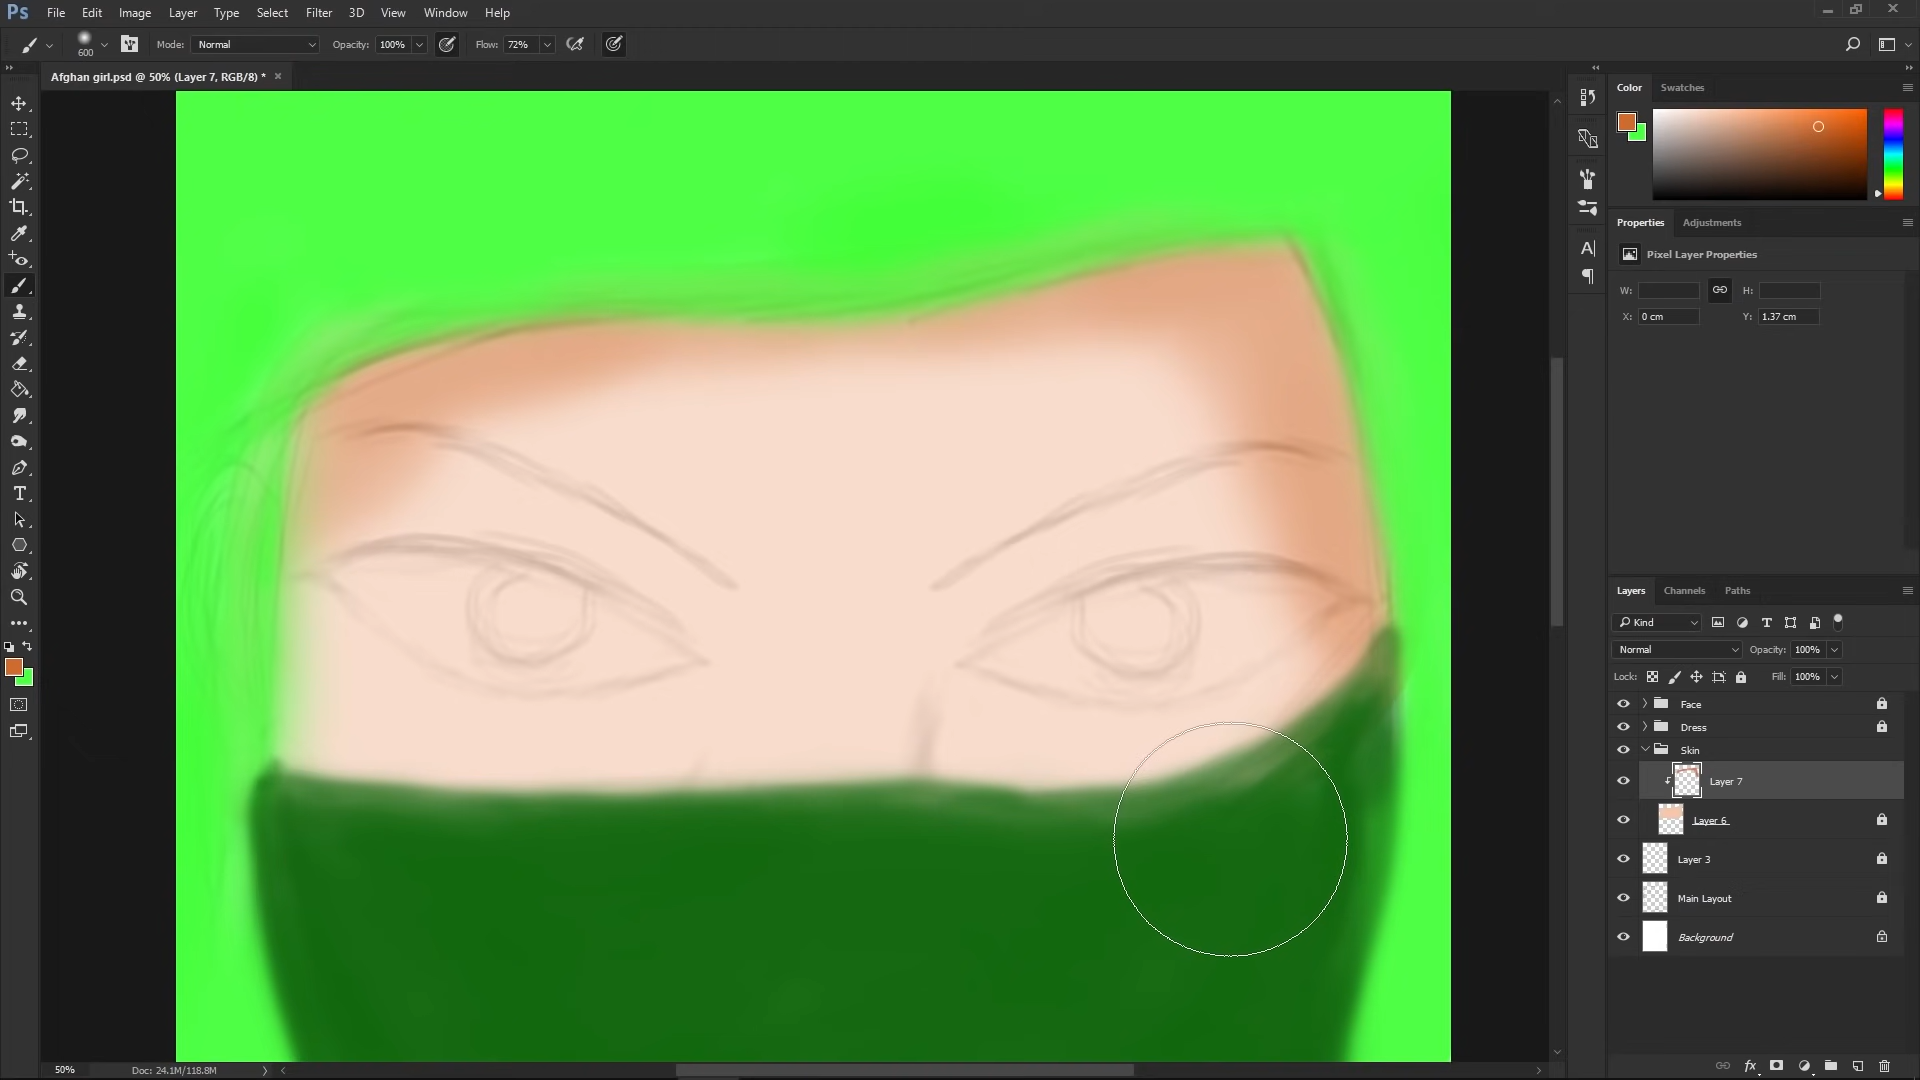 Ps File Edit Image Layer Type Select Filter 3D View Window Help
600 Mode: Normal Opacity: 100% Flow: 72%
Afghan girl.psd @ 50% (Layer 7, RGB/8) * ×
Color Swatches
Properties Adjustments
Pixel Layer Properties
W: H:
X: 0 cm Y: 1.37 cm
Layers Channels Paths
Kind
Normal Opacity: 100%
Lock: Fill: 100%
Face
Dress
Skin
Layer 7
Layer 6
Layer 3
Main Layout
Background
fx
50% Doc: 24.1M/118.8M